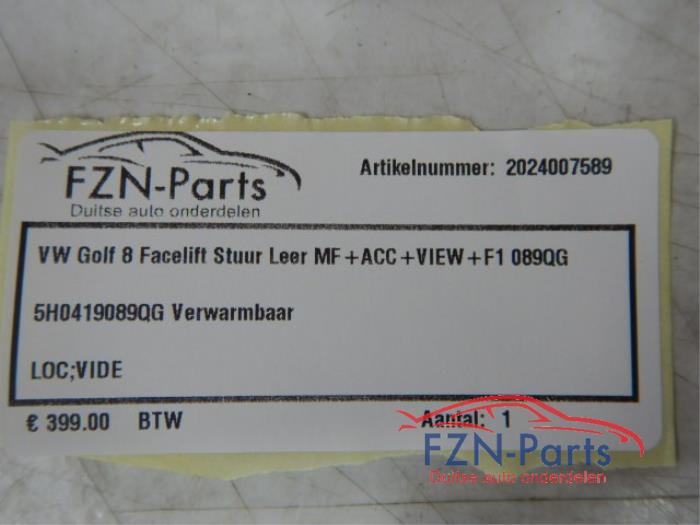 FZN-Parts
Duitse auto onderdelen
Artikelnummer: 2024007589
VW Golf 8 Facelift Stuur Leer MF+ACC+VIEW+F1 089QG
5H0419089QG Verwarmbaar
LOC;VIDE
€ 399.00 BTW Aantal: 1
FZN-Parts
Duitse auto onderdelen